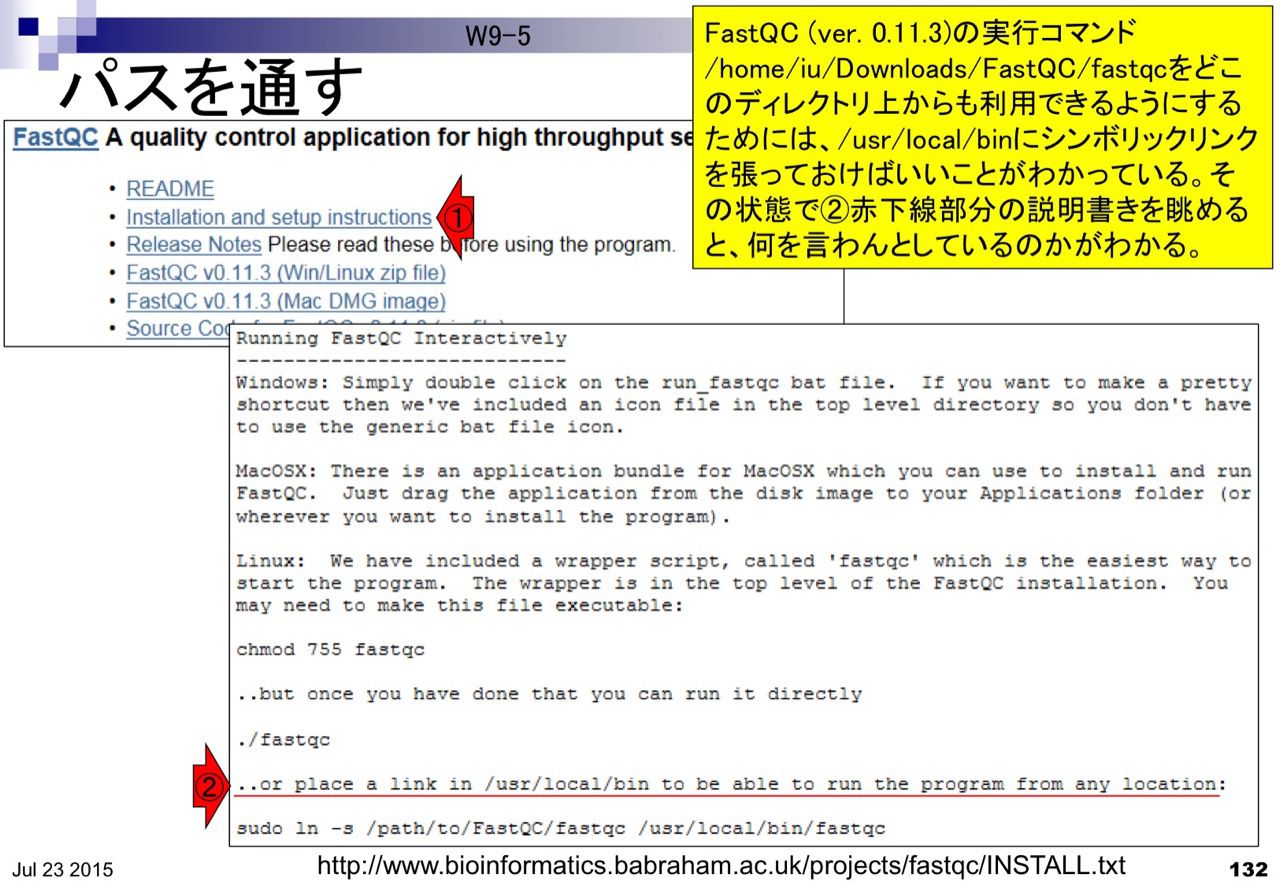 W9-5
パスを通す
FastQC (ver. 0.11.3)の実行コマンド
/home/iu/Downloads/FastQC/fastqcをどこ
のディレクトリ上からも利用できるようにする
ためには、/usr/local/binにシンボリックリンク
を張っておけばいいことがわかっている。そ
の状態で②赤下線部分の説明書きを眺める
と、何を言わんとしているのかがわかる。
FastQC A quality control application for high throughput se
• README
• Installation and setup instructions
①
• Release Notes Please read these before using the program.
• FastQC v0.11.3 (Win/Linux zip file)
• FastQC v0.11.3 (Mac DMG image)
• Source Cod
Running FastQC Interactively
----------------------------
Windows: Simply double click on the run_fastqc bat file.  If you want to make a pretty
shortcut then we've included an icon file in the top level directory so you don't have
to use the generic bat file icon.
MacOSX: There is an application bundle for MacOSX which you can use to install and run
FastQC.  Just drag the application from the disk image to your Applications folder (or
wherever you want to install the program).
Linux:  We have included a wrapper script, called 'fastqc' which is the easiest way to
start the program.  The wrapper is in the top level of the FastQC installation.  You
may need to make this file executable:
chmod 755 fastqc
..but once you have done that you can run it directly
./fastqc
②
..or place a link in /usr/local/bin to be able to run the program from any location:
sudo ln -s /path/to/FastQC/fastqc /usr/local/bin/fastqc
Jul 23 2015
http://www.bioinformatics.babraham.ac.uk/projects/fastqc/INSTALL.txt
132